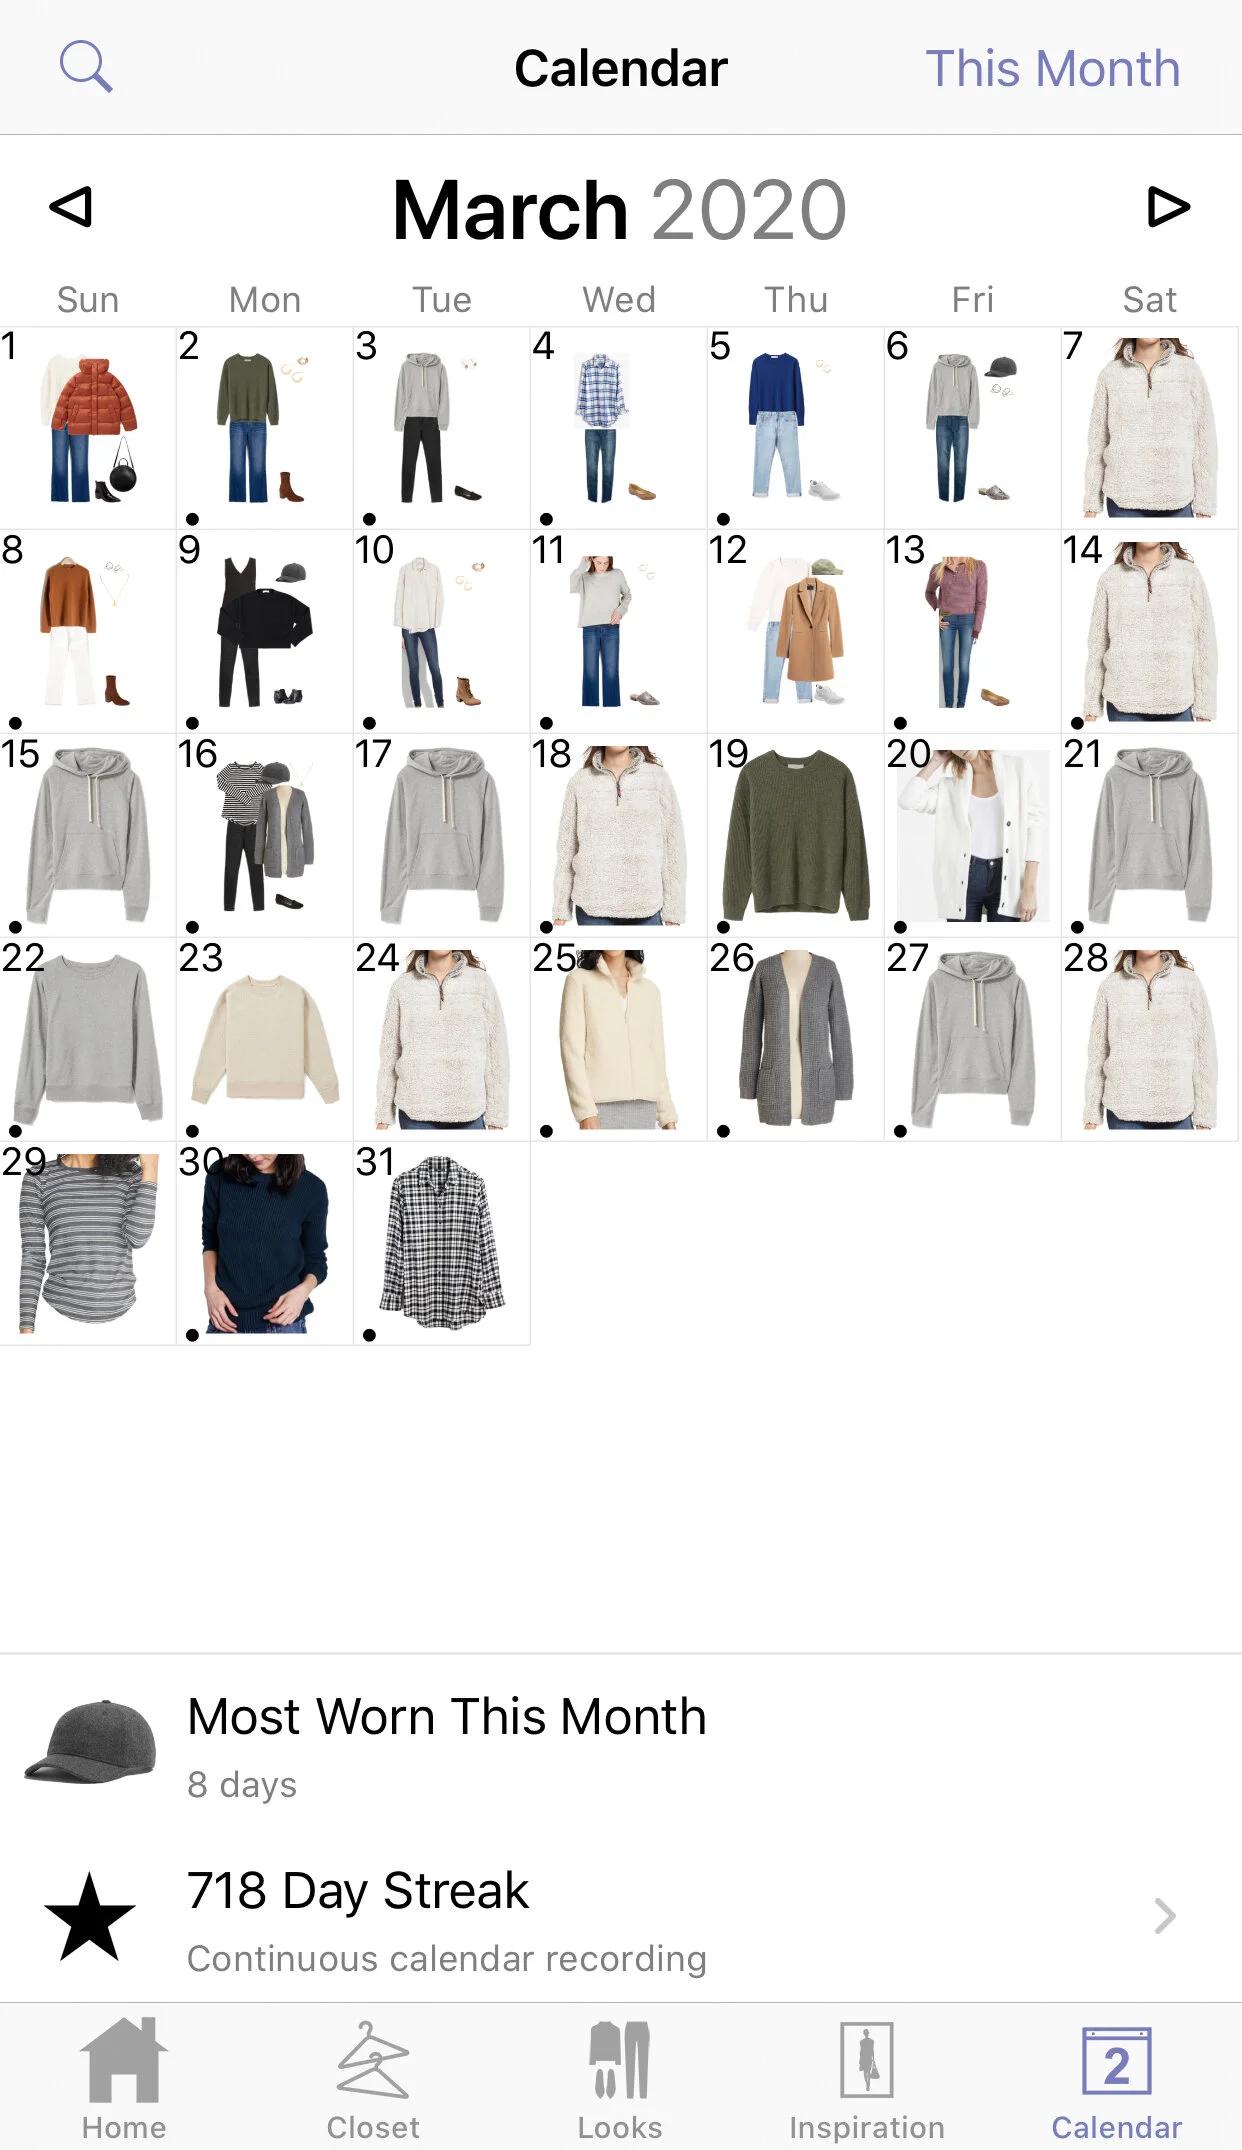 Calendar
This Month
March 2020
Sun Mon Tue Wed Thu Fri Sat
1 2 3 4 5 6 7
8 9 10 11 12 13 14
15 16 17 18 19 20 21
22 23 24 25 26 27 28
29 30 31
Most Worn This Month
8 days
718 Day Streak
Continuous calendar recording
2
Home Closet Looks Inspiration Calendar